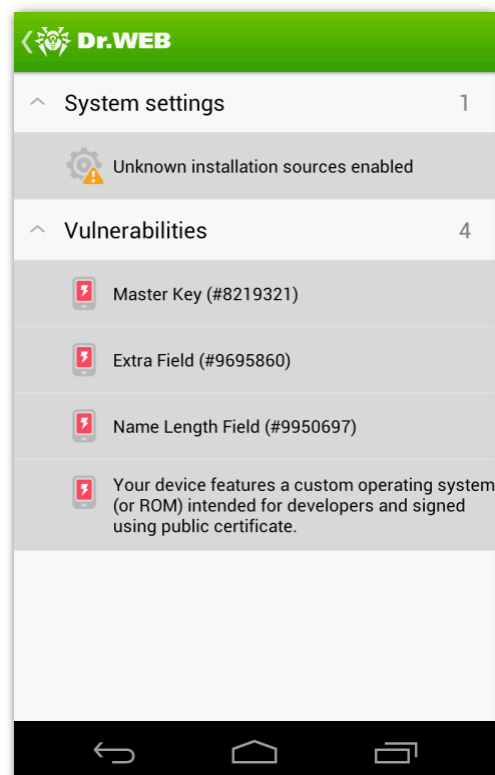 Dr.WEB
System settings 1
Unknown installation sources enabled
Vulnerabilities 4
Master Key (#8219321)
Extra Field (#9695860)
Name Length Field (#9950697)
Your device features a custom operating system
(or ROM) intended for developers and signed
using public certificate.